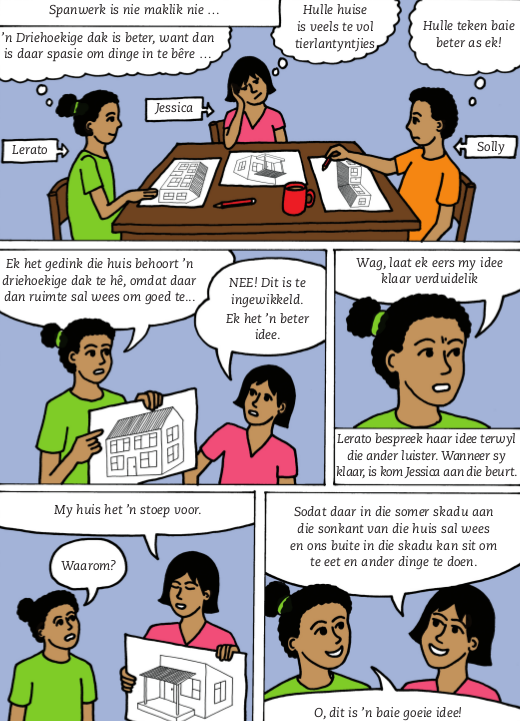 Spanwerk is nie maklik nie ...
'n Driehoekige dak is beter, want dan
is daar spasie om dinge in te bêre ...
Hulle huise
is veels te vol
tierlantyntjies
Hulle teken baie
beter as ek!
Jessica
Lerato
Solly
Ek het gedink die huis behoort 'n
driehoekige dak te hê, omdat daar
dan ruimte sal wees om goed te...
NEE! Dit is te
ingewikkeld.
Ek het 'n beter
idee.
Wag, laat ek eers my idee
klaar verduidelik
Lerato bespreek haar idee terwyl
die ander luister. Wanneer sy
klaar, is kom Jessica aan die beurt.
My huis het 'n stoep voor.
Waarom?
Sodat daar in die somer skadu aan
die sonkant van die huis sal wees
en ons buite in die skadu kan sit om
te eet en ander dinge te doen.
O, dit is 'n baie goeie idee!